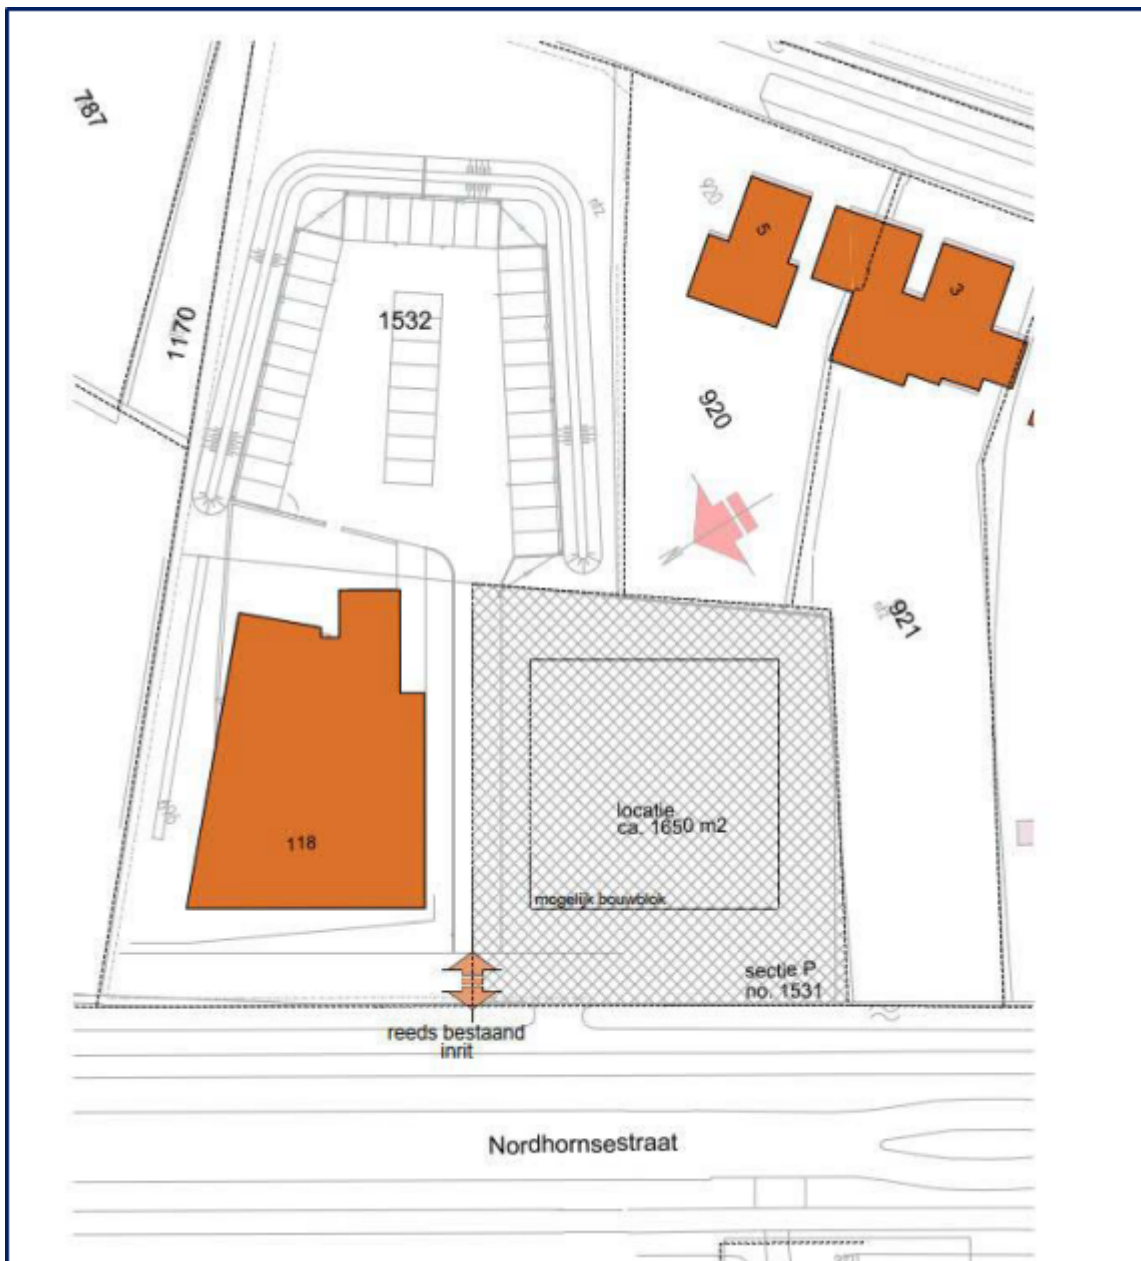 787
1170
1532
920
5
3
920
N
921
118
locatie
ca. 1650 m2
mogelijk bouwblok
sectie P
no. 1531
reeds bestaand
inrit
Nordhornsestraat